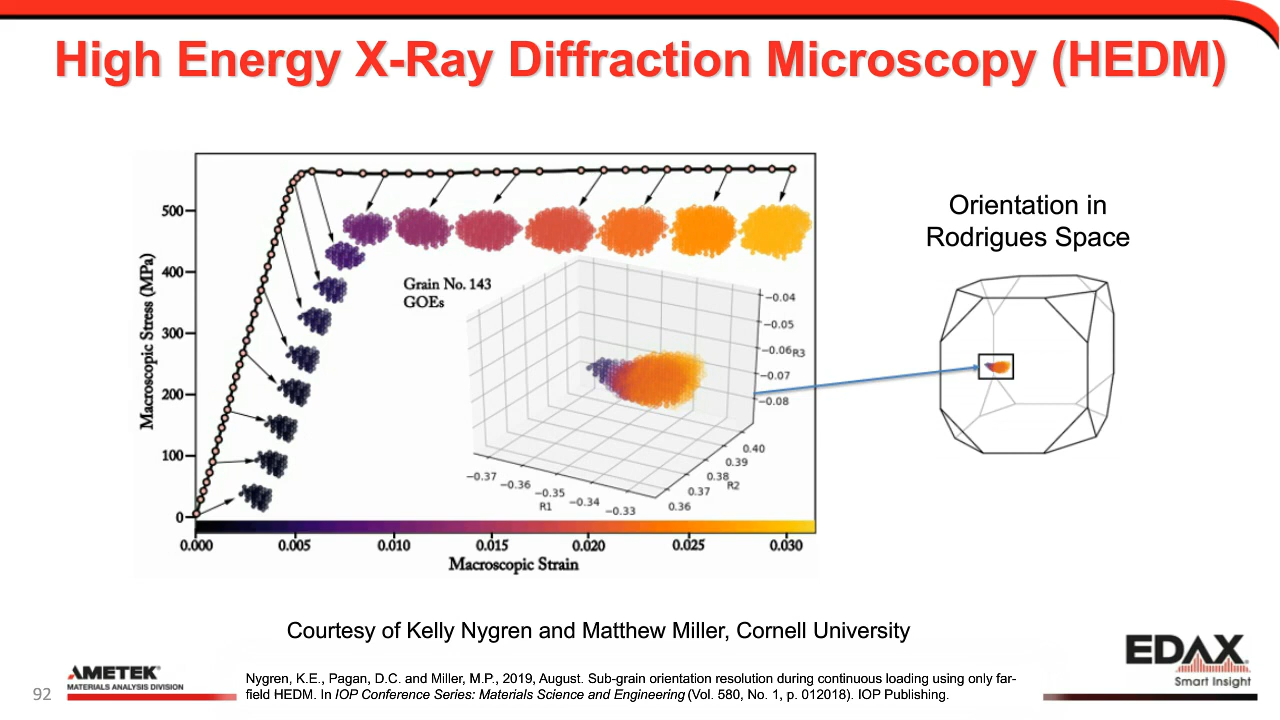 High Energy X-Ray Diffraction Microscopy (HEDM)
Macroscopic Stress (MPa)
500
400
300
200
100
0
0.000 0.005 0.010 0.015 0.020 0.025 0.030
Macroscopic Strain
Grain No. 143
GOEs
−0.04
−0.05
−0.06
R3
−0.07
−0.08
−0.37
−0.36
−0.35
−0.34
−0.33
R1
0.40
0.39
0.38
0.37
0.36
R2
Orientation in
Rodrigues Space
Courtesy of Kelly Nygren and Matthew Miller, Cornell University
92
AMETEK®
MATERIALS ANALYSIS DIVISION
Nygren, K.E., Pagan, D.C. and Miller, M.P., 2019, August. Sub-grain orientation resolution during continuous loading using only far-
field HEDM. In IOP Conference Series: Materials Science and Engineering (Vol. 580, No. 1, p. 012018). IOP Publishing.
EDAX
Smart Insight